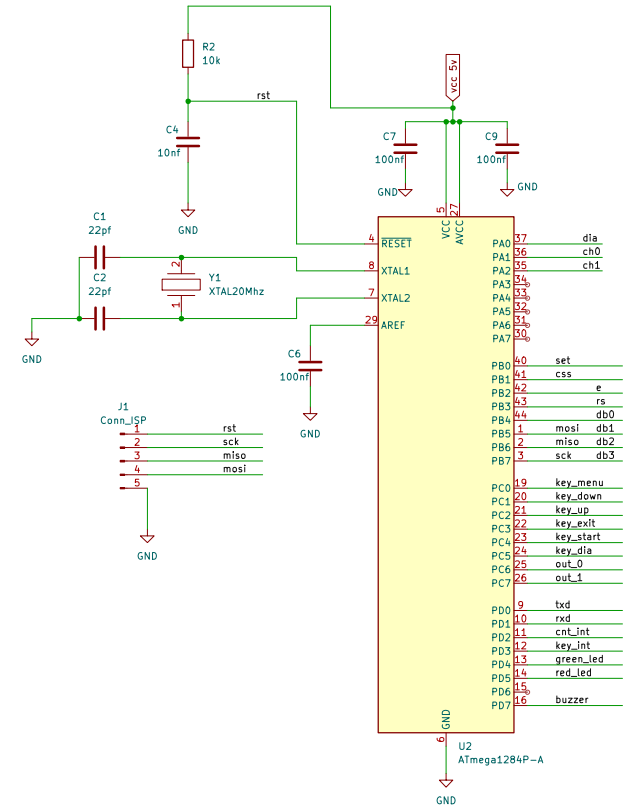 R2
10k
rst
C4
10nf
GND
C1
22pf
C2
22pf
2
1
Y1
XTAL20Mhz
GND
vcc 5v
C7
100nf
GND
C9
100nf
GND
C6
100nf
GND
J1
Conn_ISP
1 rst
2 sck
3 miso
4 mosi
5
GND
5 VCC
27 AVCC
4 RESET
8 XTAL1
7 XTAL2
29 AREF
PA0 37 dia
PA1 36 ch0
PA2 35 ch1
PA3 34
PA4 33
PA5 32
PA6 31
PA7 30
PB0 40 set
PB1 41 css
PB2 42 e
PB3 43 rs
PB4 44 db0
PB5 1 mosi db1
PB6 2 miso db2
PB7 3 sck db3
PC0 19 key_menu
PC1 20 key_down
PC2 21 key_up
PC3 22 key_exit
PC4 23 key_start
PC5 24 key_dia
PC6 25 out_0
PC7 26 out_1
PD0 9 txd
PD1 10 rxd
PD2 11 cnt_int
PD3 12 key_int
PD4 13 green_led
PD5 14 red_led
PD6 15
PD7 16 buzzer
GND
6
U2
ATmega1284P-A
GND